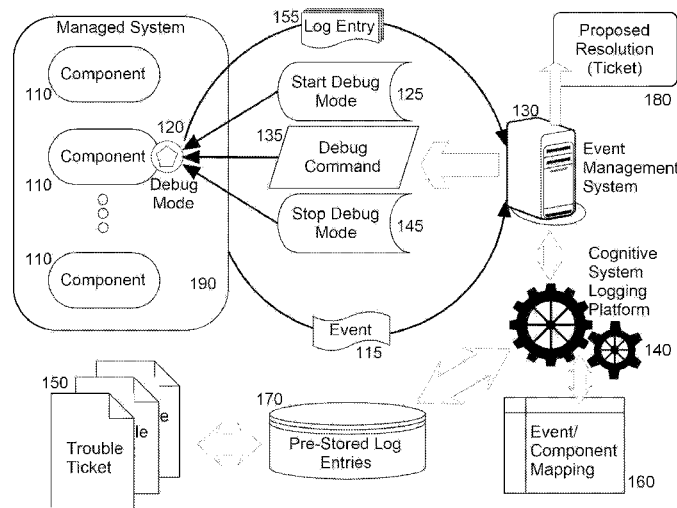 155
Managed System
Log Entry
Proposed
Resolution
(Ticket)
180
Component
110
Start Debug
Mode
125
130
120
135
Component
110
Debug
Mode
Debug
Command
Event
Management
System
Stop Debug
Mode
145
Component
110
190
Cognitive
System
Logging
Platform
140
Event
115
150
Trouble
Ticket
le
e
170
Pre-Stored Log
Entries
Event/
Component
Mapping
160